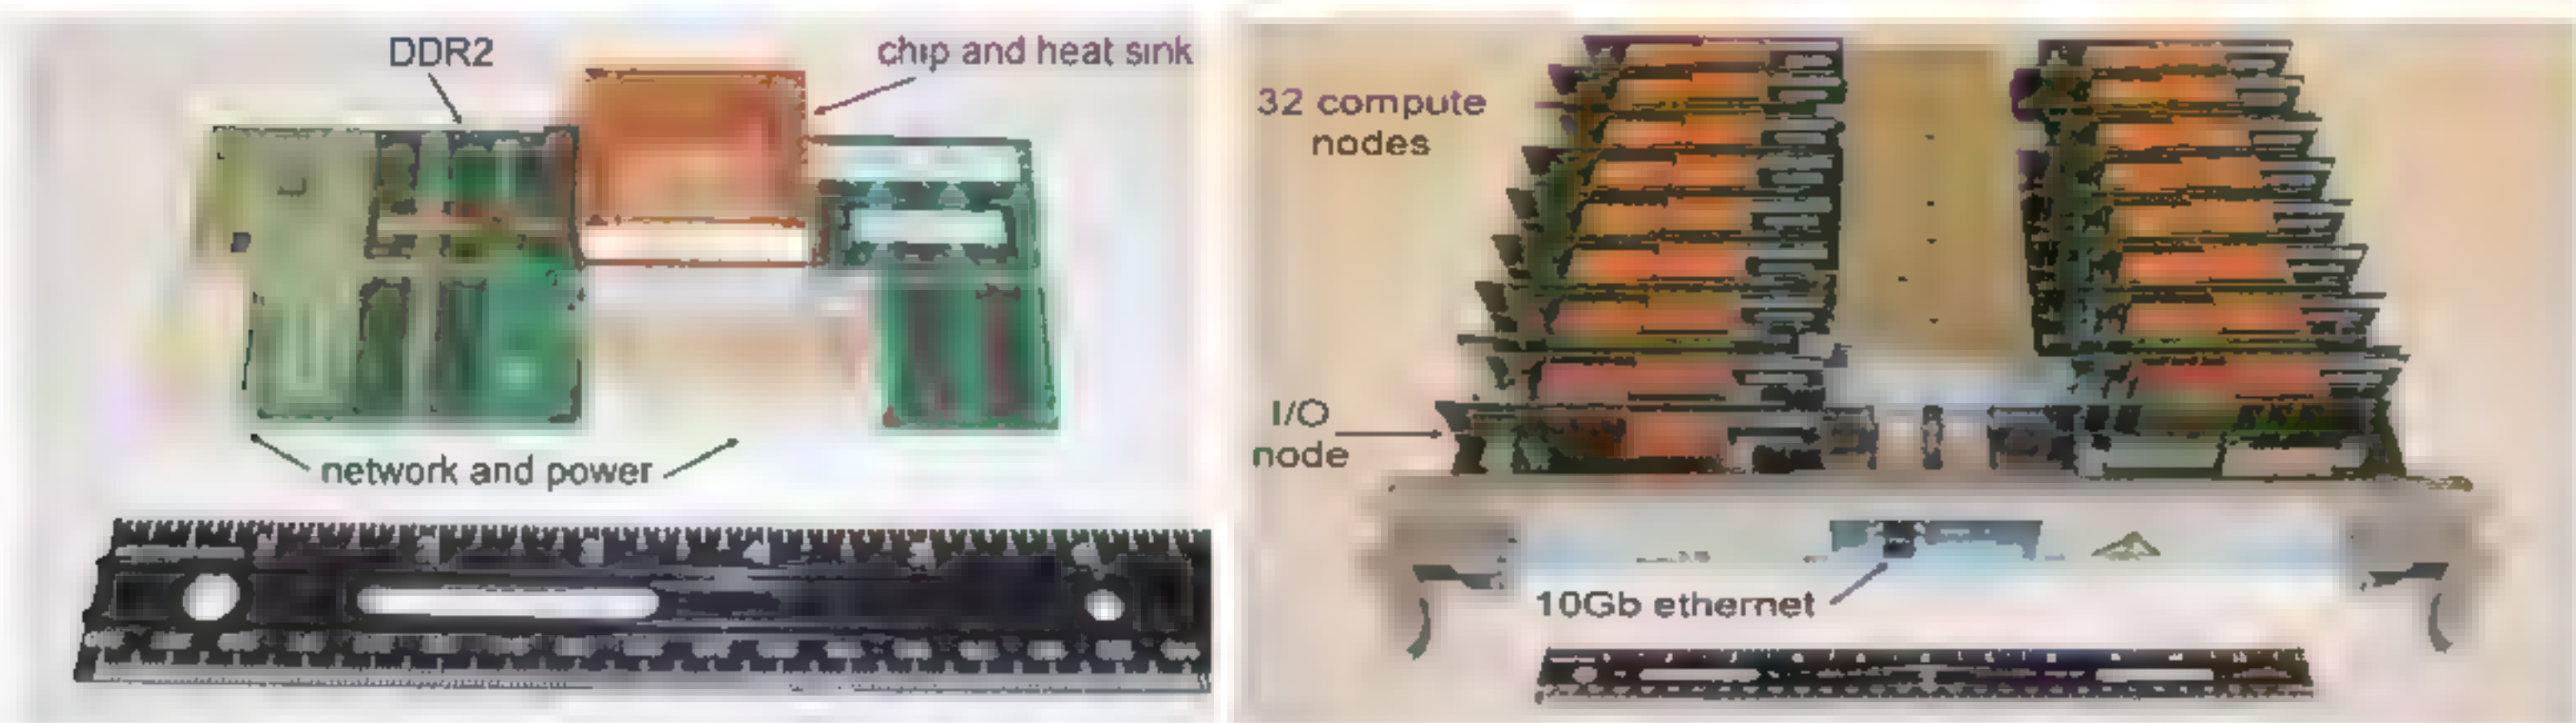 DDR2
chip and heat sink
network and power
32 compute
nodes
I/O
node
10Gb ethernet